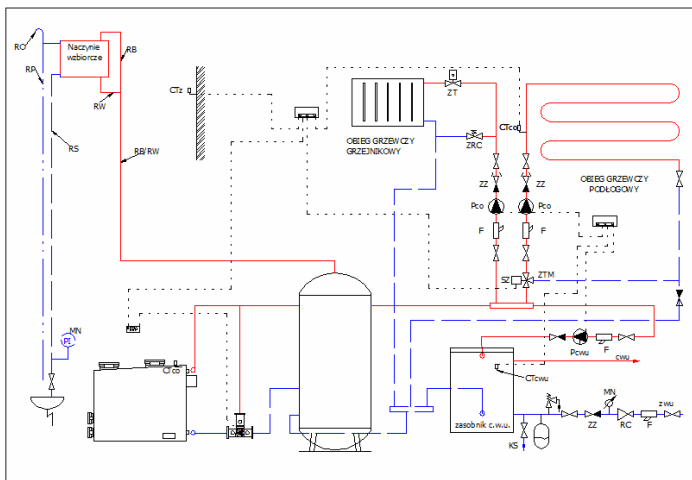 RO
RP
Naczynie
wzbiorcze
RB
RW
RS
RB/RW
CTz
OBIEG GRZEWCZY
GRZEJNIKOWY
ZT
ZRC
CTco
ZZ
ZZ
Pco
Pco
F
F
OBIEG GRZEWCZY
PODŁOGOWY
SZ
ZTM
MN
PI
CTco
Pcwu
F
cwu
CTcwu
zasobnik c.w.u.
MN
zwu
ZZ
RC
F
KS